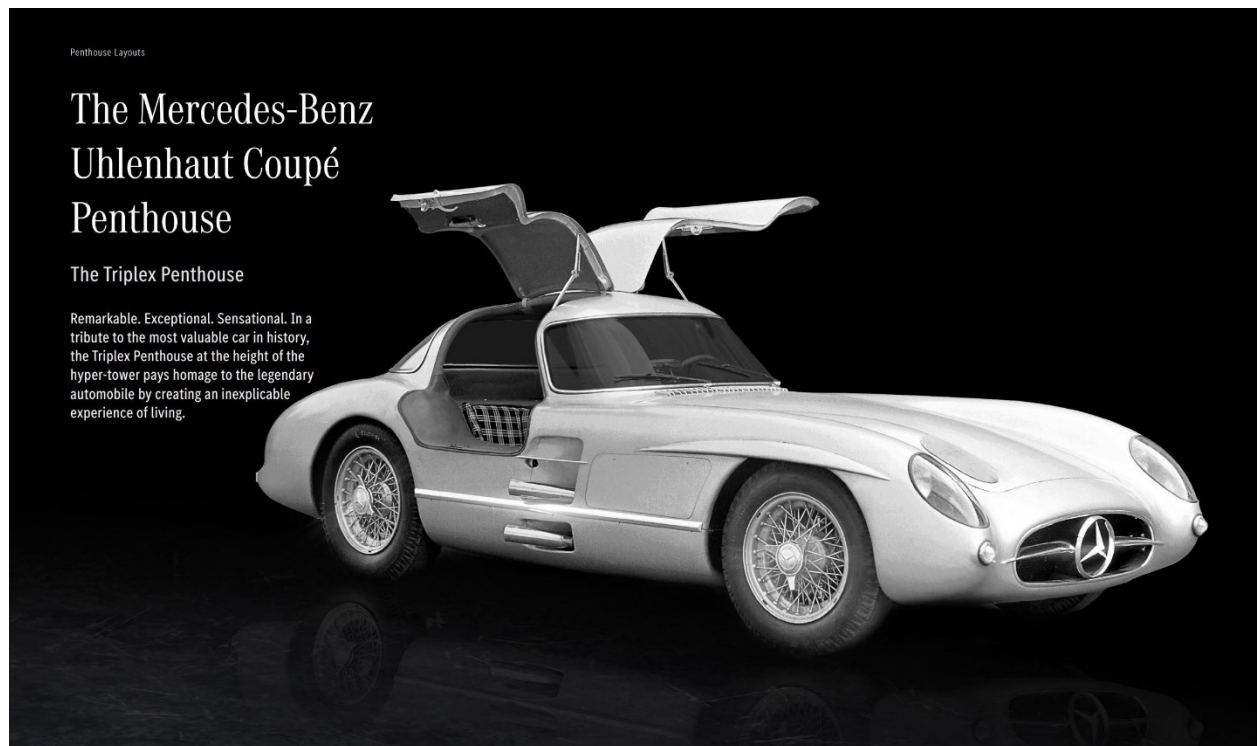 Penthouse Layouts
The Mercedes-Benz
Uhlenhaut Coupé
Penthouse
The Triplex Penthouse
Remarkable. Exceptional. Sensational. In a
tribute to the most valuable car in history,
the Triplex Penthouse at the height of the
hyper-tower pays homage to the legendary
automobile by creating an inexplicable
experience of living.